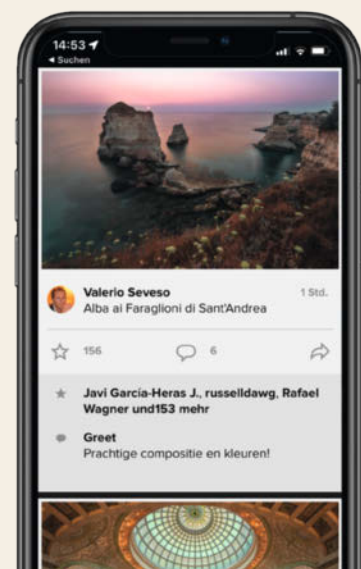 14:53
◀ Suchen
Valerio Seveso
1 Std.
Alba ai Faraglioni di Sant'Andrea
156
6
Javi García-Heras J., russelldawg, Rafael
Wagner und153 mehr
Greet
Prachtige compositie en kleuren!